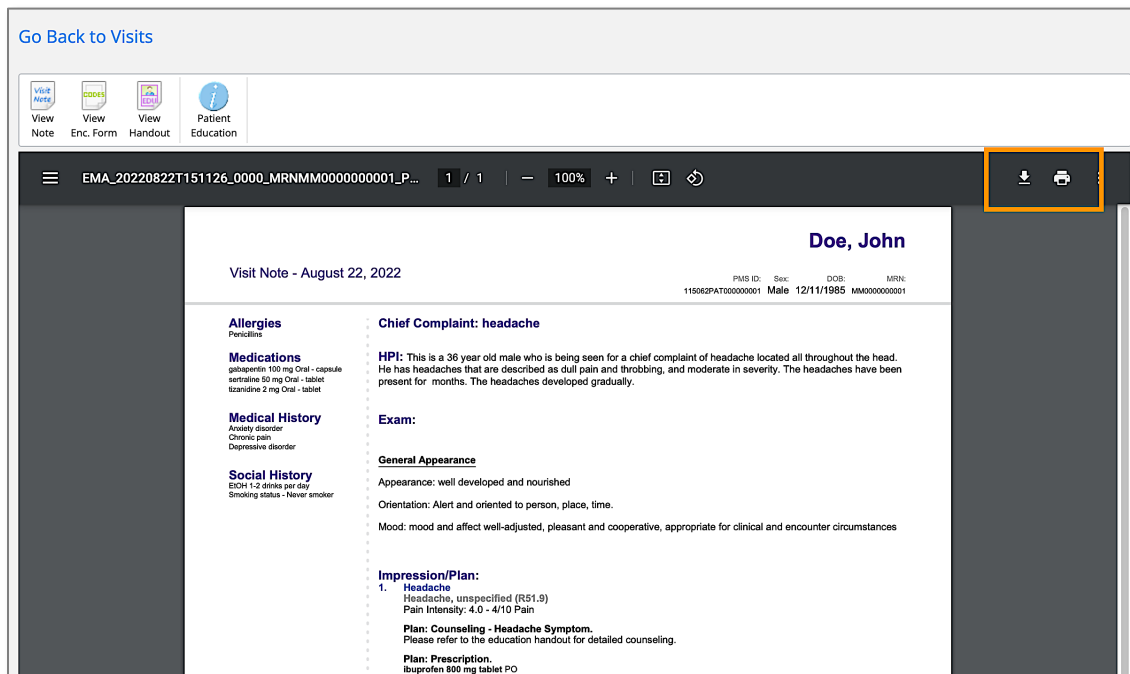 Go Back to Visits
Visit Note
CODES
EDU
i
View Note
View Enc. Form
View Handout
Patient Education
EMA_20220822T151126_0000_MRNMM0000000001_P...
1 / 1
100%
Doe, John
Visit Note - August 22, 2022
PMS ID: Sex: DOB: MRN:
115062PAT000000001 Male 12/11/1985 MM0000000001
Allergies
Penicillins
Medications
gabapentin 100 mg Oral - capsule
sertraline 50 mg Oral - tablet
tizanidine 2 mg Oral - tablet
Medical History
Anxiety disorder
Chronic pain
Depressive disorder
Social History
EtOH 1-2 drinks per day
Smoking status - Never smoker
Chief Complaint: headache
HPI: This is a 36 year old male who is being seen for a chief complaint of headache located all throughout the head.
He has headaches that are described as dull pain and throbbing, and moderate in severity. The headaches have been
present for months. The headaches developed gradually.
Exam:
General Appearance
Appearance: well developed and nourished
Orientation: Alert and oriented to person, place, time.
Mood: mood and affect well-adjusted, pleasant and cooperative, appropriate for clinical and encounter circumstances
Impression/Plan:
1. Headache
Headache, unspecified (R51.9)
Pain Intensity: 4.0 - 4/10 Pain
Plan: Counseling - Headache Symptom.
Please refer to the education handout for detailed counseling.
Plan: Prescription.
ibuprofen 800 mg tablet PO